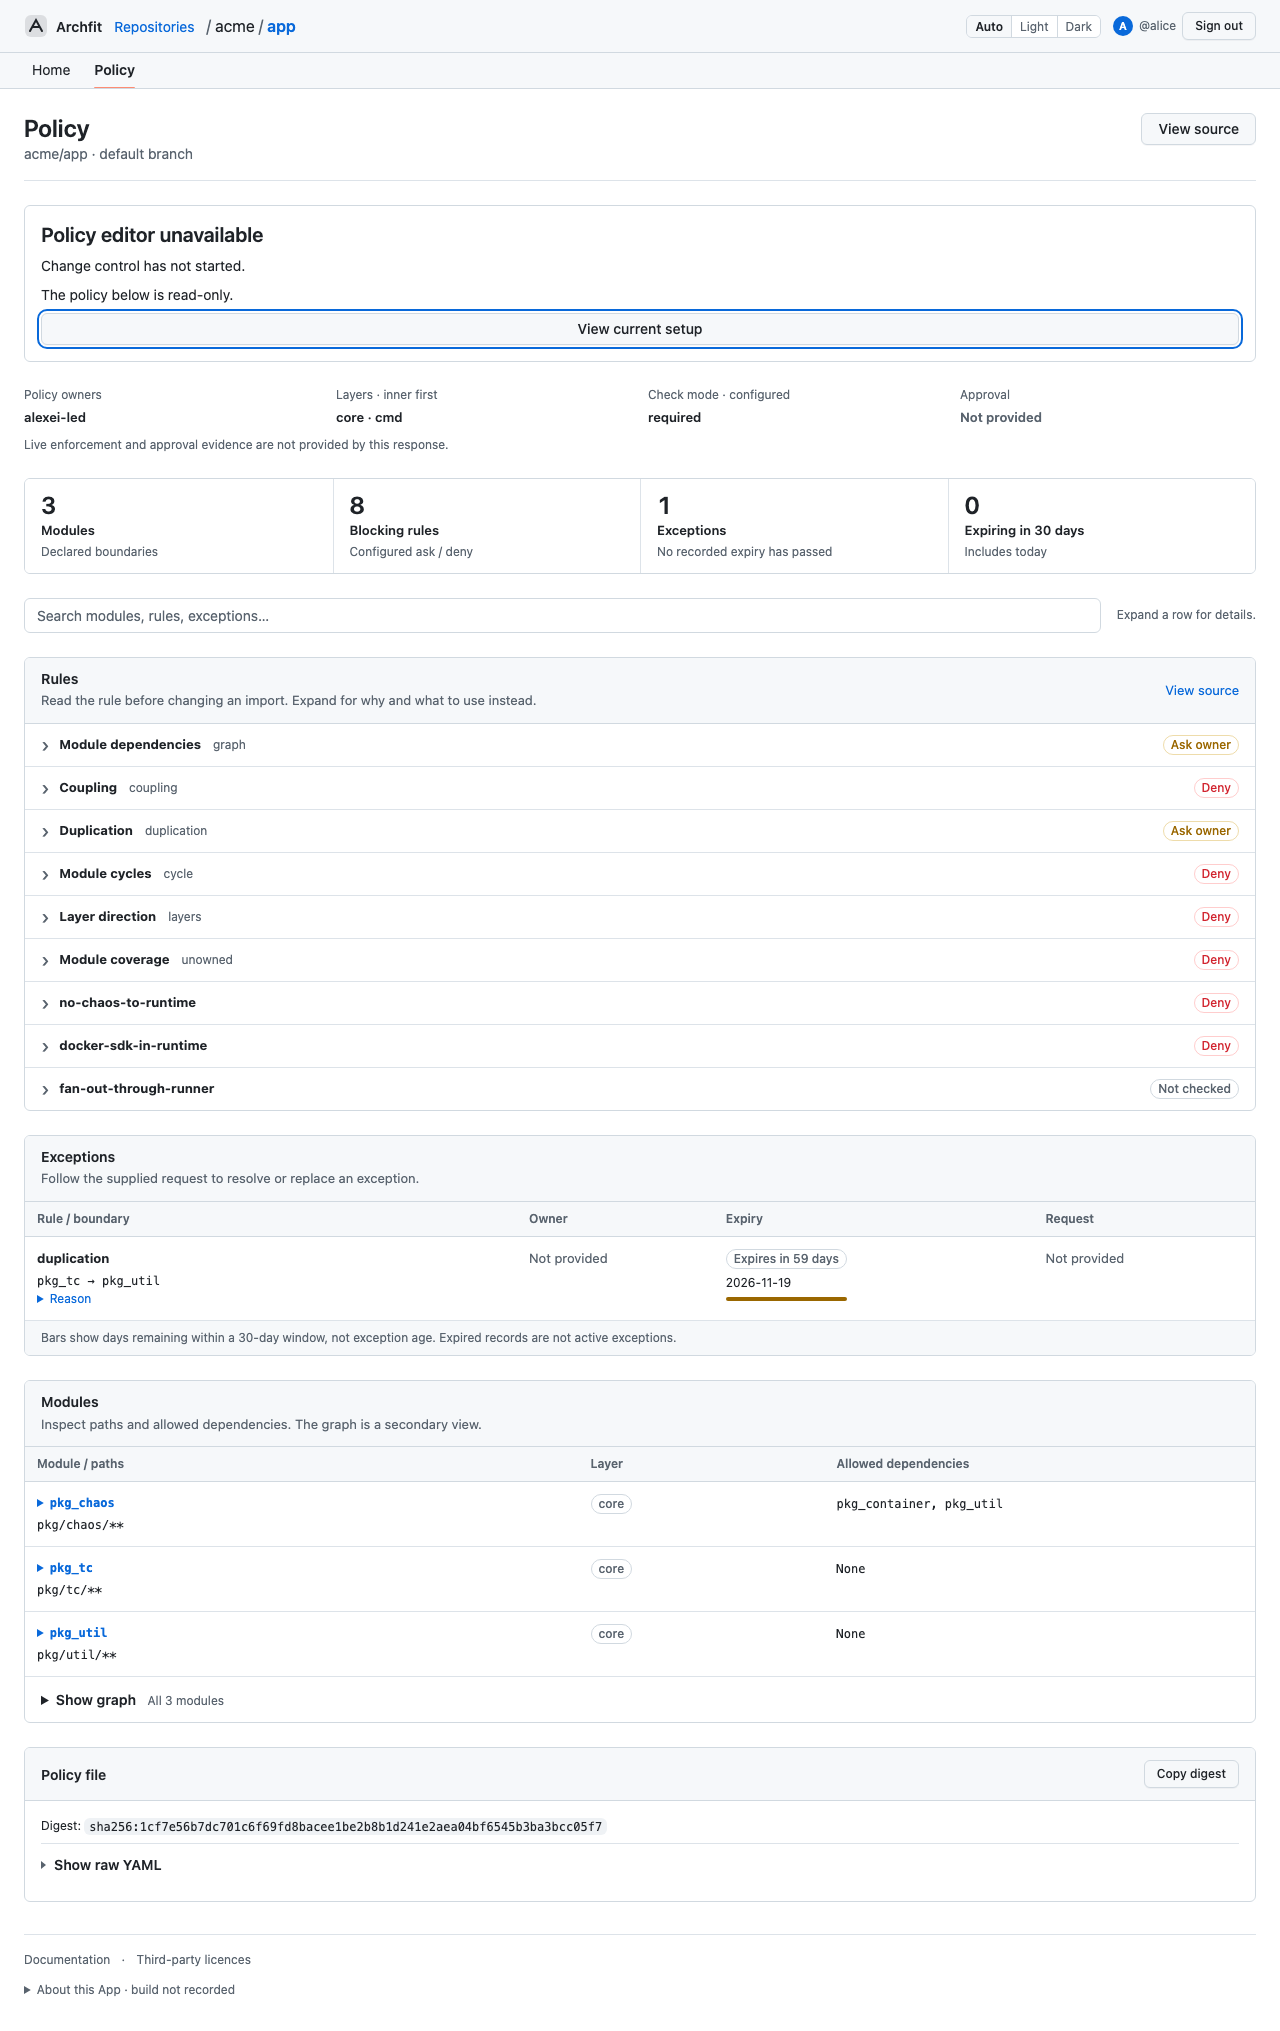 Archfit Repositories / acme / app
Auto Light Dark A @alice Sign out
Home Policy
Policy
View source
acme/app · default branch
Policy editor unavailable
Change control has not started.
The policy below is read-only.
View current setup
Policy owners Layers · inner first Check mode · configured Approval
alexei-led core · cmd required Not provided
Live enforcement and approval evidence are not provided by this response.
3 8 1 0
Modules Blocking rules Exceptions Expiring in 30 days
Declared boundaries Configured ask / deny No recorded expiry has passed Includes today
Search modules, rules, exceptions...
Expand a row for details.
Rules
Read the rule before changing an import. Expand for why and what to use instead.
View source
Module dependencies graph Ask owner
Coupling coupling Deny
Duplication duplication Ask owner
Module cycles cycle Deny
Layer direction layers Deny
Module coverage unowned Deny
no-chaos-to-runtime Deny
docker-sdk-in-runtime Deny
fan-out-through-runner Not checked
Exceptions
Follow the supplied request to resolve or replace an exception.
Rule / boundary Owner Expiry Request
duplication Not provided Expires in 59 days Not provided
pkg_tc → pkg_util 2026-11-19
Reason
Bars show days remaining within a 30-day window, not exception age. Expired records are not active exceptions.
Modules
Inspect paths and allowed dependencies. The graph is a secondary view.
Module / paths Layer Allowed dependencies
pkg_chaos core pkg_container, pkg_util
pkg/chaos/**
pkg_tc core None
pkg/tc/**
pkg_util core None
pkg/util/**
Show graph All 3 modules
Policy file
Copy digest
Digest: sha256:1cf7e56b7dc701c6f69fd8bacee1be2b8b1d241e2aea04bf6545b3ba3bcc05f7
Show raw YAML
Documentation · Third-party licences
About this App · build not recorded